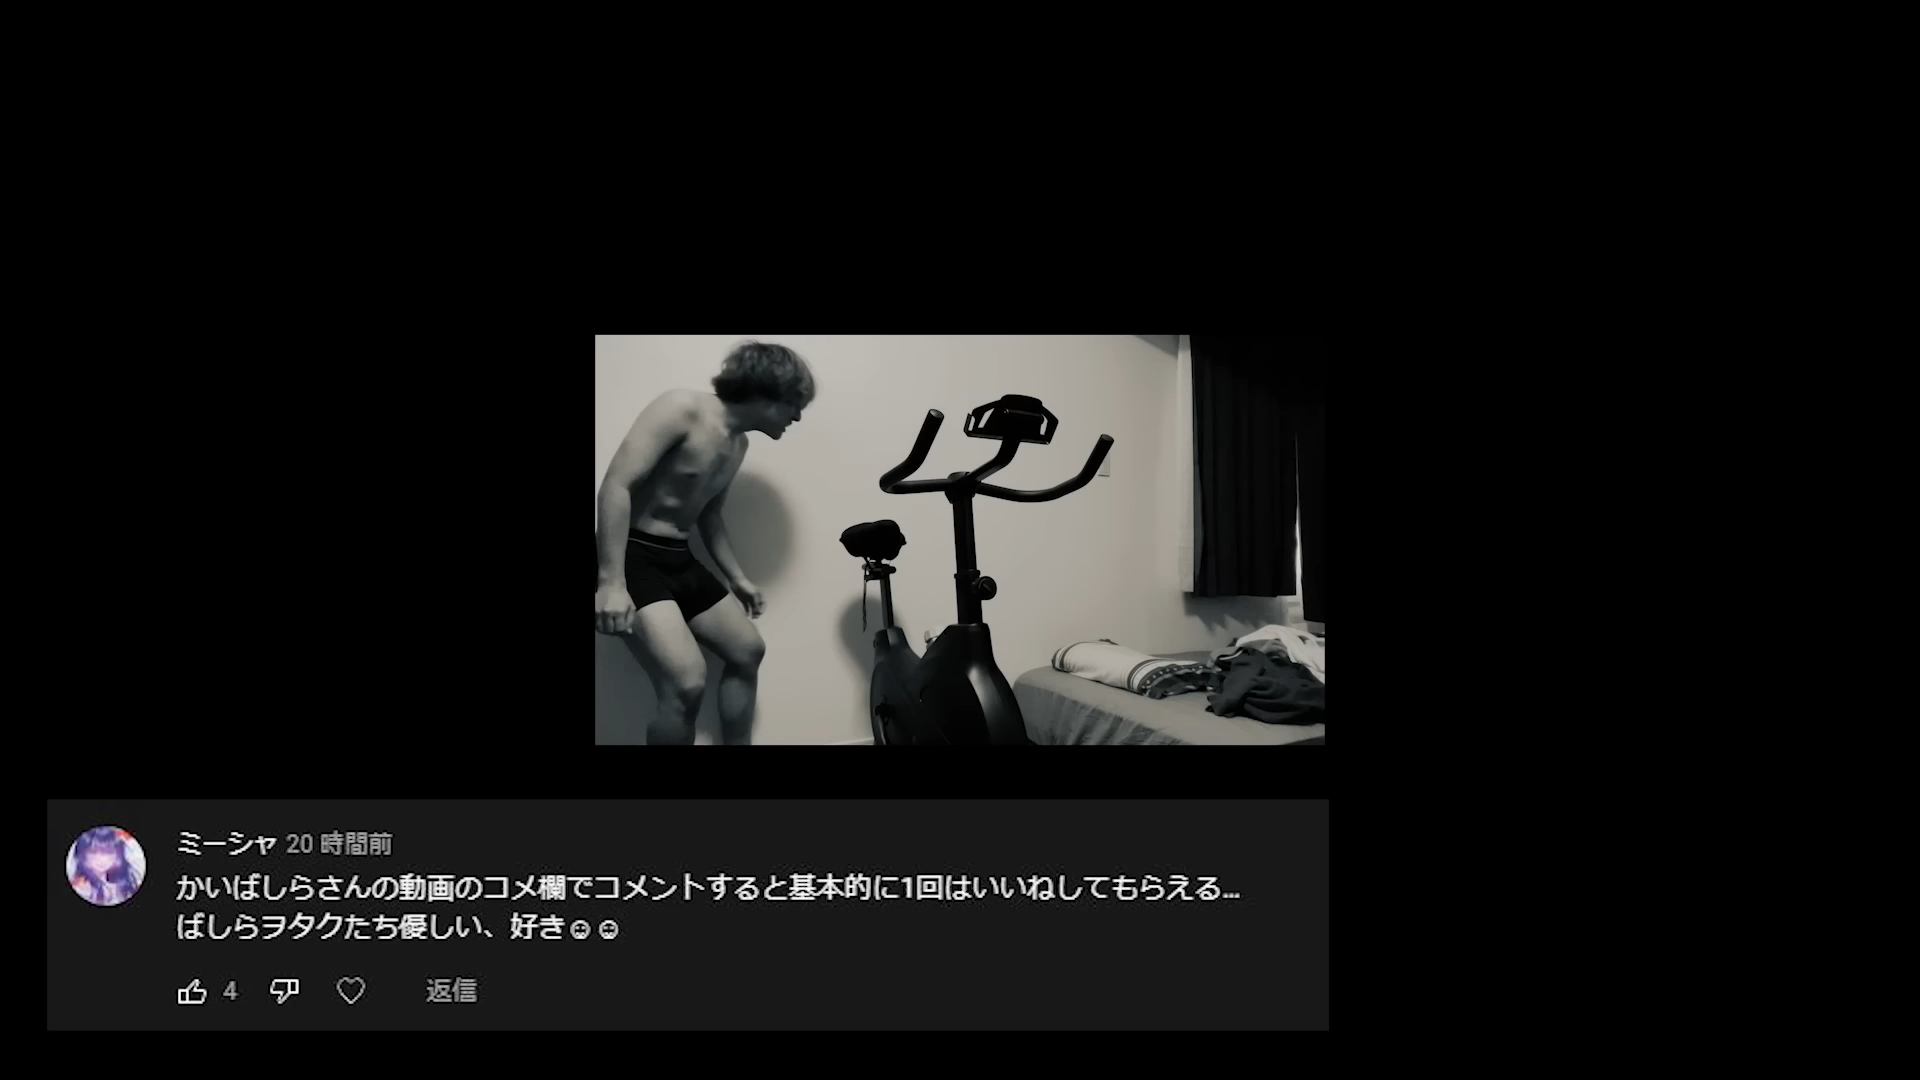 ミーシャ 20 時間前
かいばしらさんの動画のコメ欄でコメントすると基本的に1回はいいねしてもらえる...
ばしらヲタクたち優しい、好き☺☺
4 返信